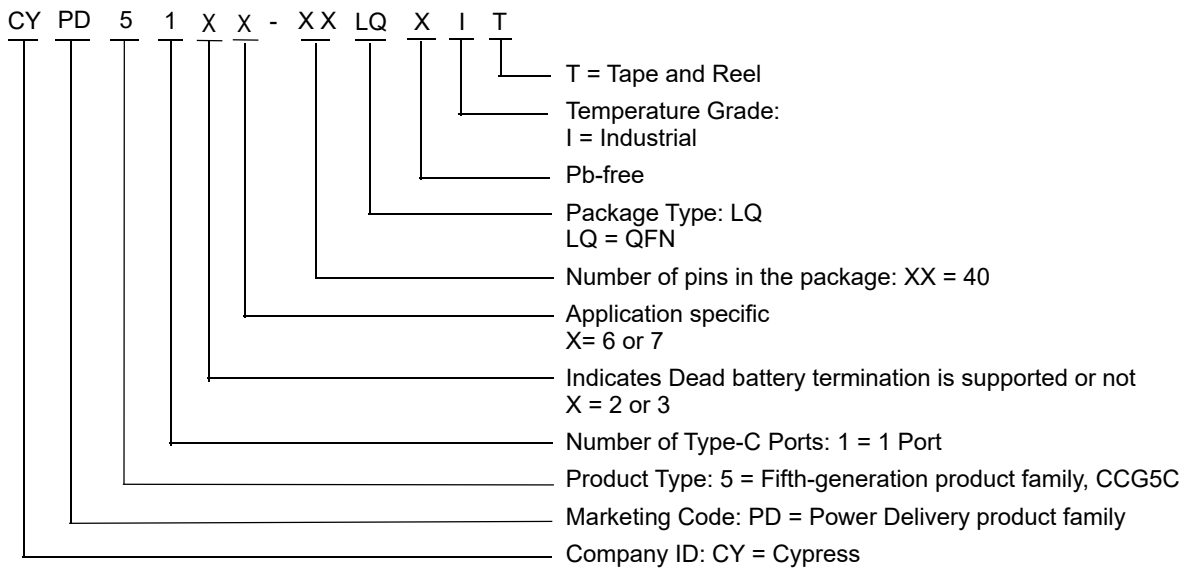 CY PD 5 1 X X - XX LQ X I T
T = Tape and Reel
Temperature Grade:
I = Industrial
Pb-free
Package Type: LQ
LQ = QFN
Number of pins in the package: XX = 40
Application specific
X= 6 or 7
Indicates Dead battery termination is supported or not
X = 2 or 3
Number of Type-C Ports: 1 = 1 Port
Product Type: 5 = Fifth-generation product family, CCG5C
Marketing Code: PD = Power Delivery product family
Company ID: CY = Cypress